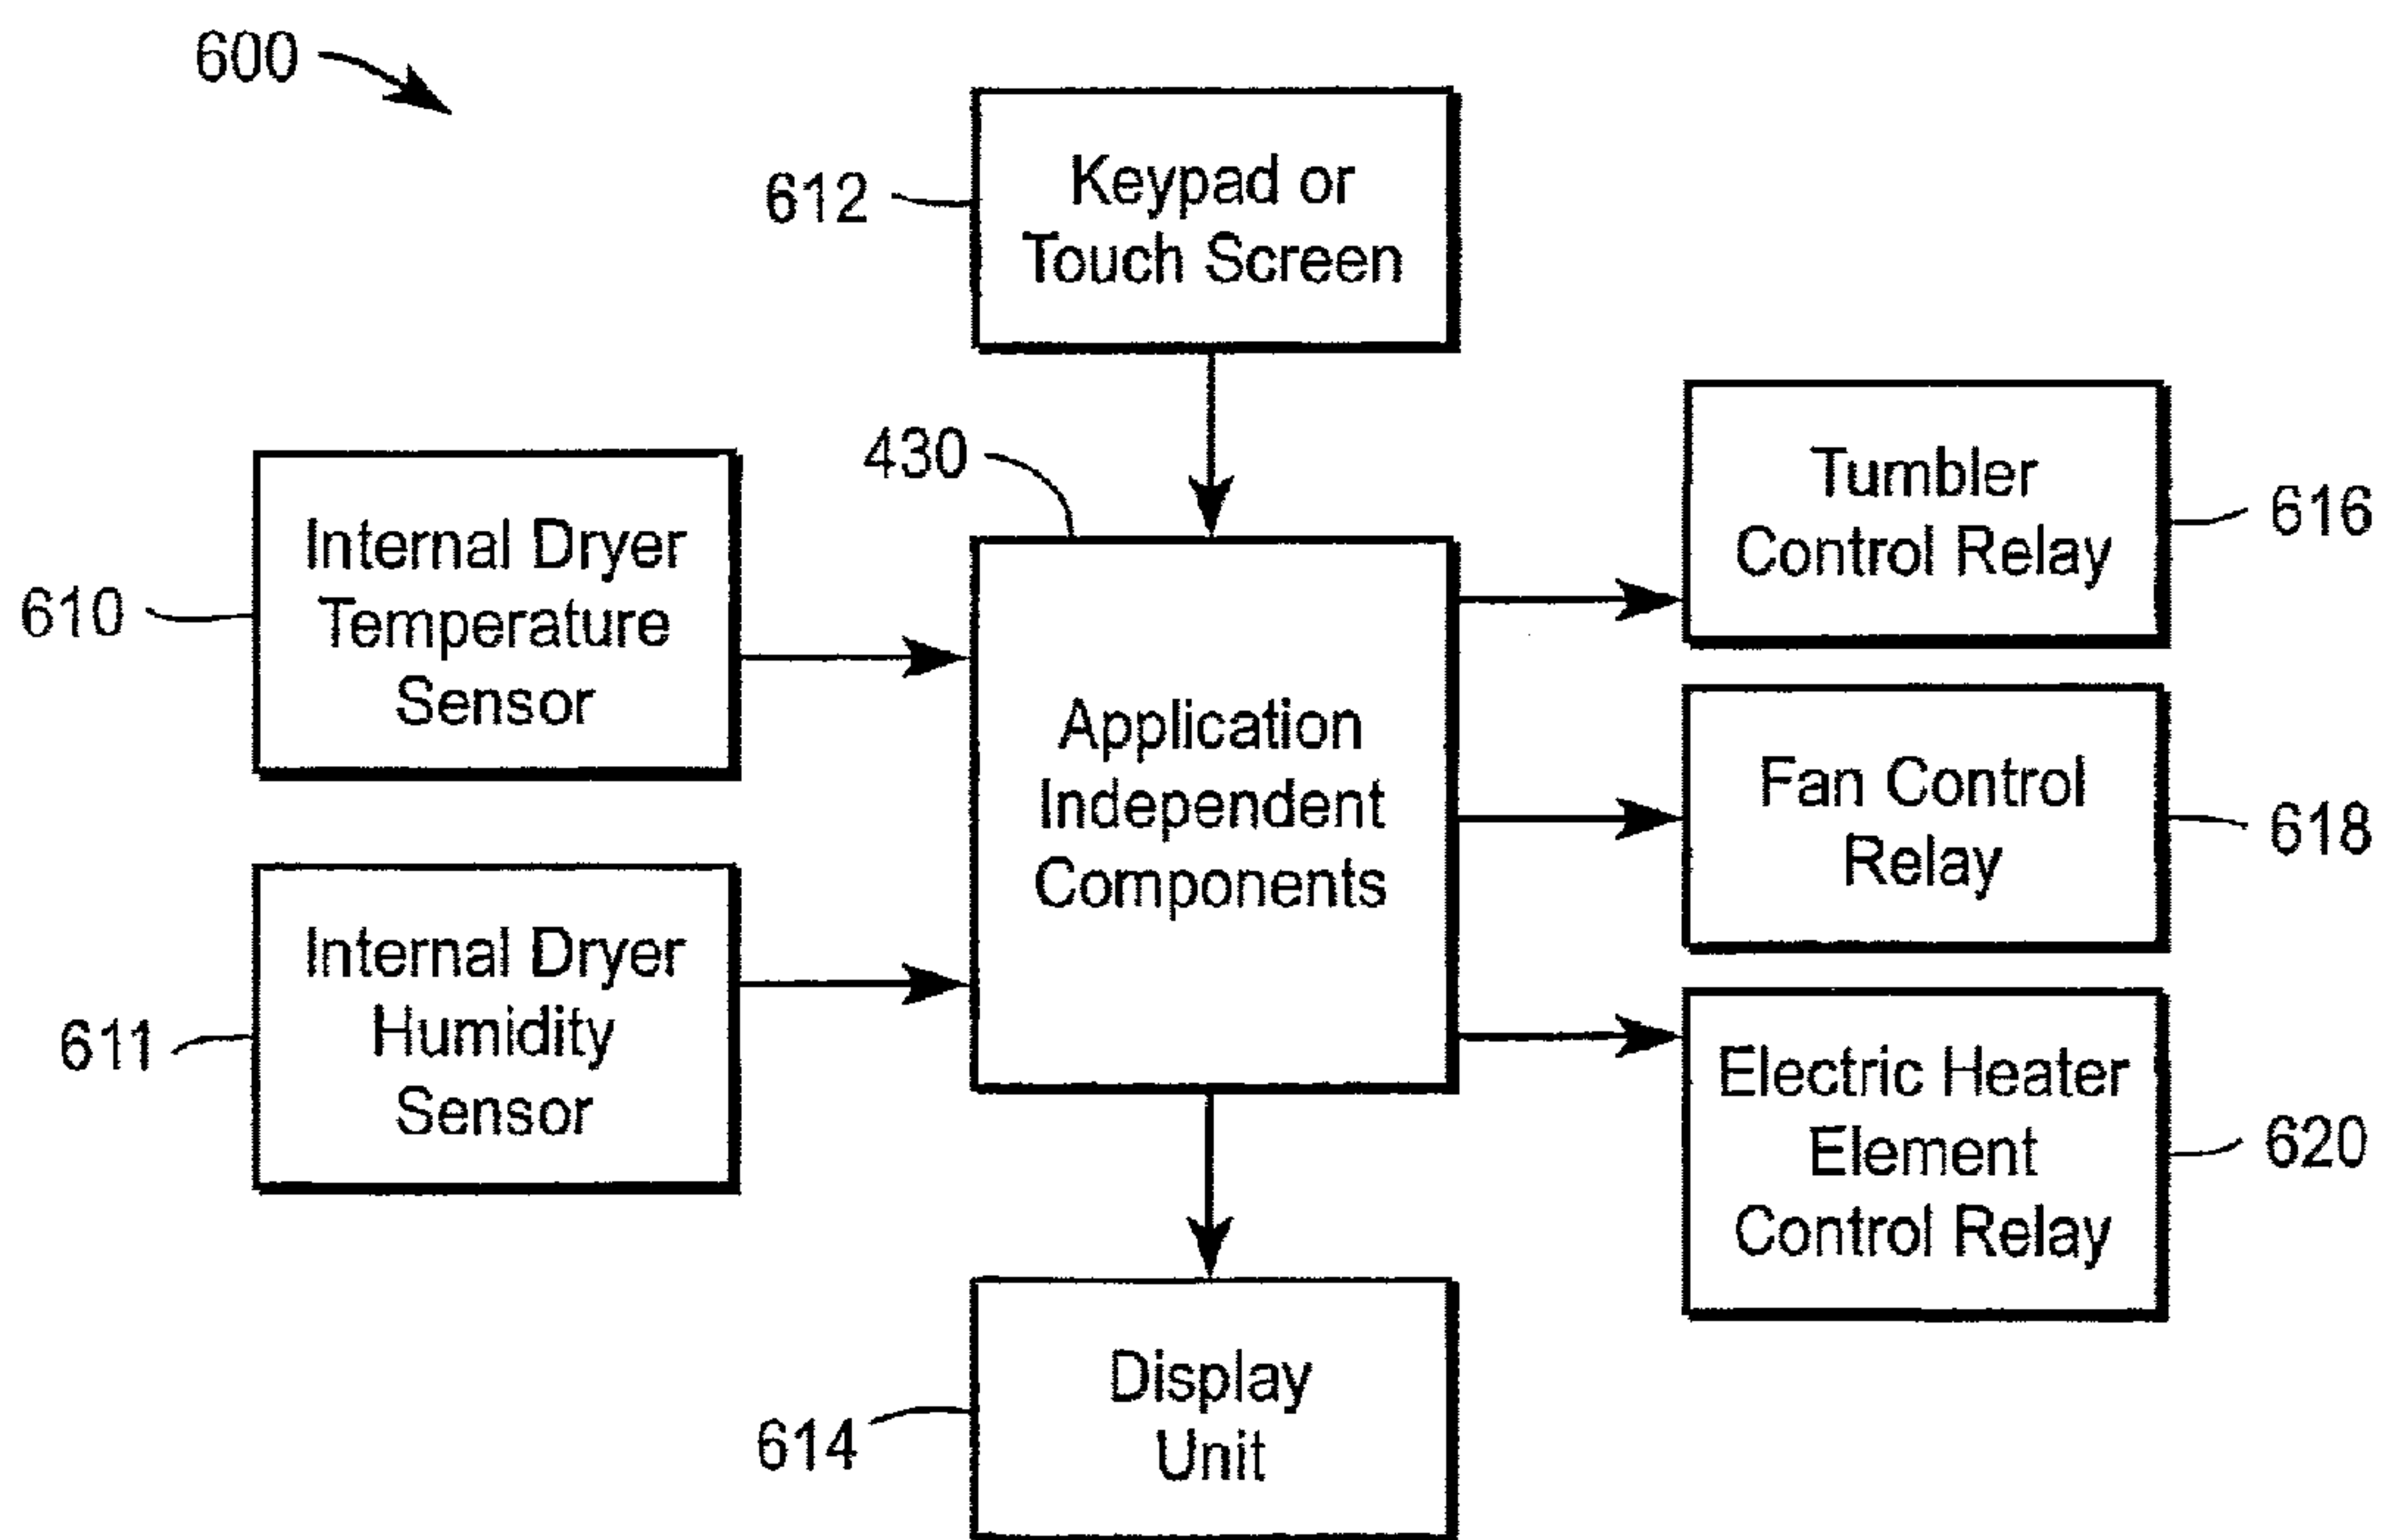 600
612
Keypad or
Touch Screen
430
610
Internal Dryer
Temperature
Sensor
611
Internal Dryer
Humidity
Sensor
Application
Independent
Components
Tumbler
Control Relay
616
Fan Control
Relay
618
Electric Heater
Element
Control Relay
620
614
Display
Unit